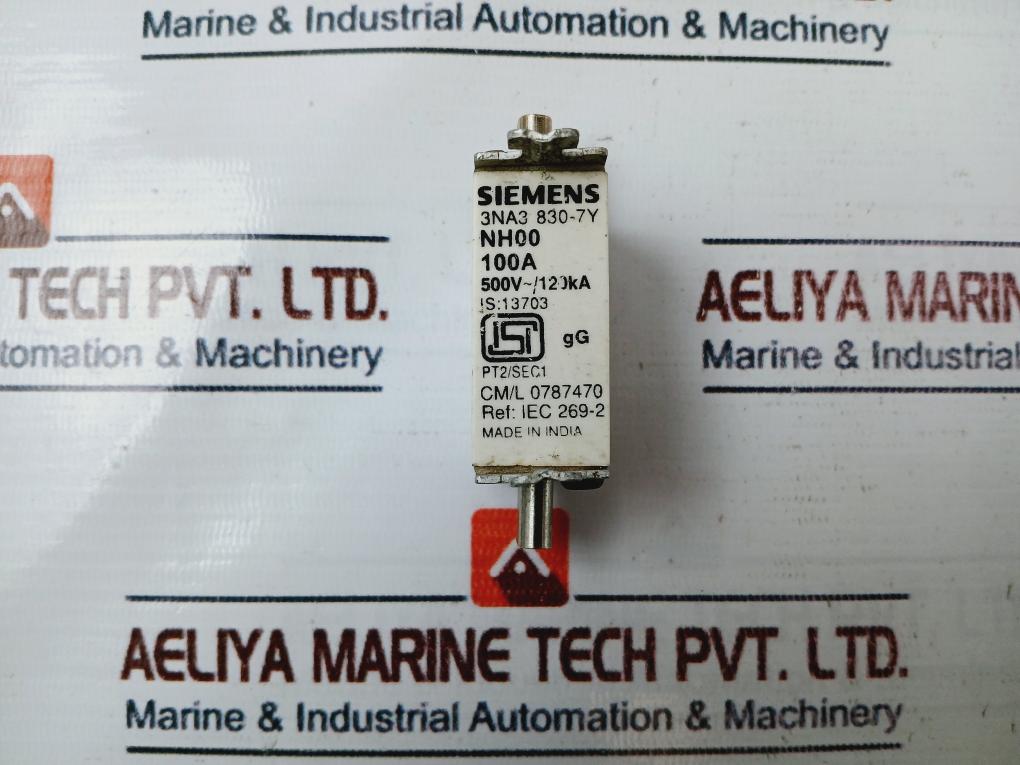 Marine & Industrial Automation & Machinery
SIEMENS
3NA3 830-7Y
NH00
100A
500V~/120kA
IS:13703
ISI gG
PT2/SEC1
CM/L 0787470
Ref: IEC 269-2
MADE IN INDIA
TECH PVT. LTD.
tomation & Machinery
AELIYA MARIN
Marine & Industrial
AELIYA MARINE TECH PVT. LTD.
Marine & Industrial Automation & Machinery